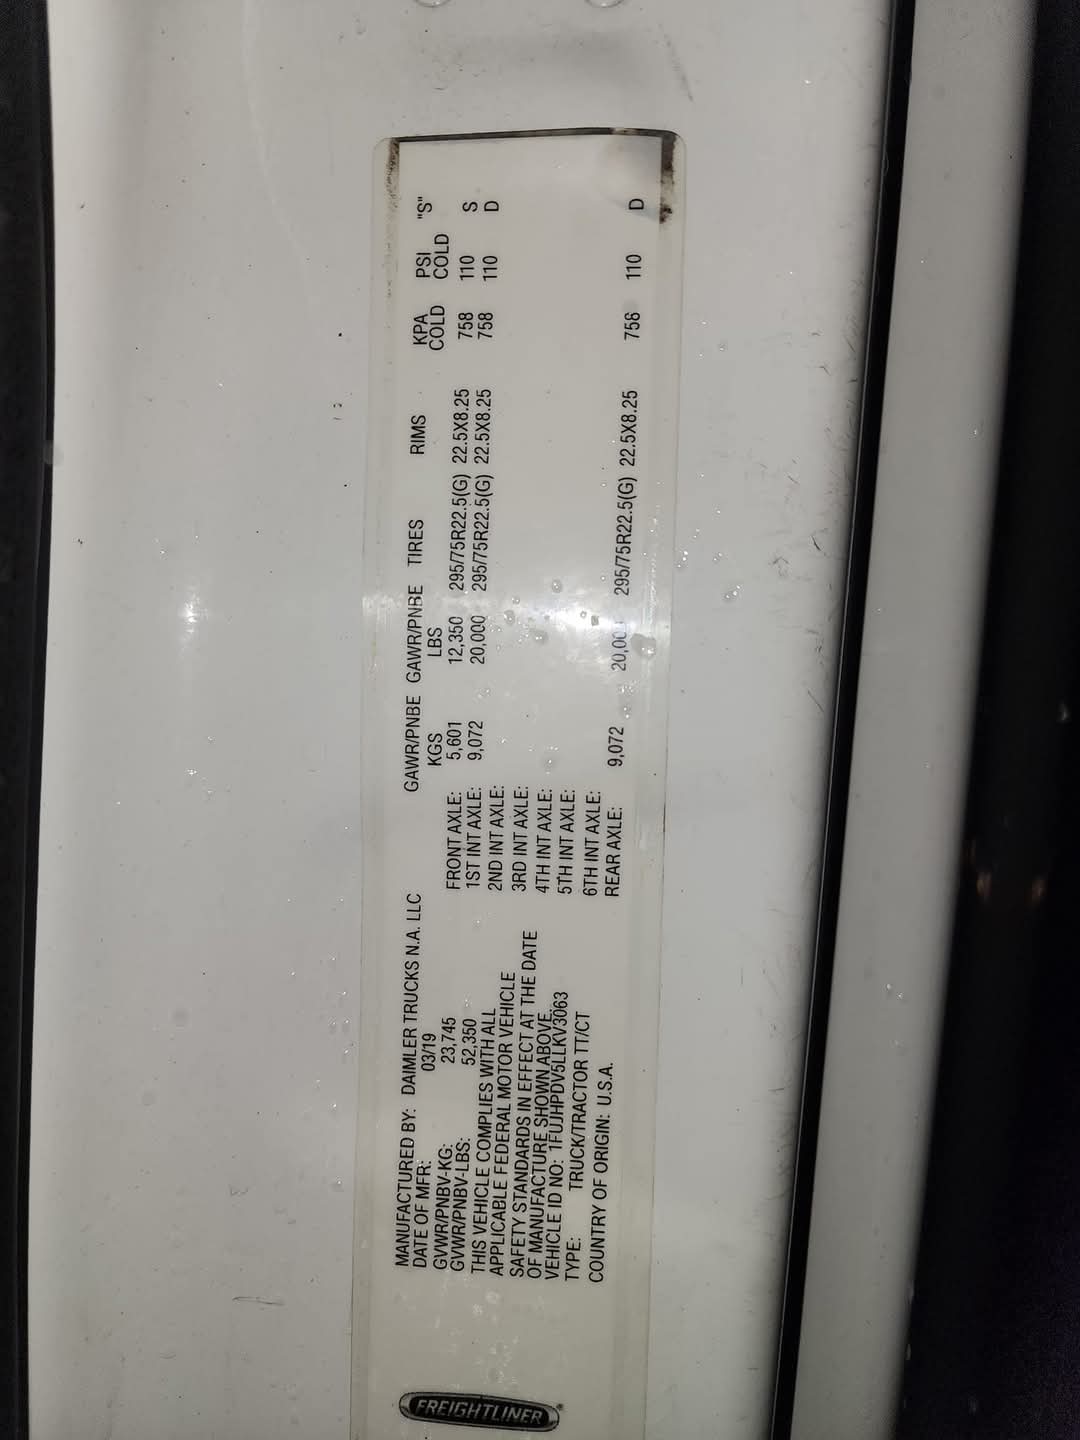 FREIGHTLINER
MANUFACTURED BY: DAIMLER TRUCKS N.A. LLC
DATE OF MFR: 03/19
GVWR/PNBV-KG: 23,745
GVWR/PNBV-LBS: 52,350
THIS VEHICLE COMPLIES WITH ALL
APPLICABLE FEDERAL MOTOR VEHICLE
SAFETY STANDARDS IN EFFECT AT THE DATE
OF MANUFACTURE SHOWN ABOVE.
VEHICLE ID NO: 1FUJHPDV5LLKV3063
TYPE: TRUCK/TRACTOR TT/CT
COUNTRY OF ORIGIN: U.S.A.
GAWR/PNBE GAWR/PNBE TIRES RIMS KPA PSI "S"
KGS LBS COLD COLD
FRONT AXLE: 5,601 12,350 295/75R22.5(G) 22.5X8.25 758 110 S
1ST INT AXLE: 9,072 20,000 295/75R22.5(G) 22.5X8.25 758 110 D
2ND INT AXLE:
3RD INT AXLE:
4TH INT AXLE:
5TH INT AXLE:
6TH INT AXLE:
REAR AXLE: 9,072 20,000 295/75R22.5(G) 22.5X8.25 758 110 D